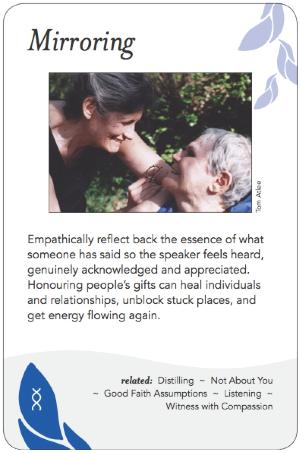 Mirroring
Tom Atlee
Empathically reflect back the essence of what
someone has said so the speaker feels heard,
genuinely acknowledged and appreciated.
Honouring people's gifts can heal individuals
and relationships, unblock stuck places, and
get energy flowing again.
related: Distilling ~ Not About You
~ Good Faith Assumptions ~ Listening ~
Witness with Compassion